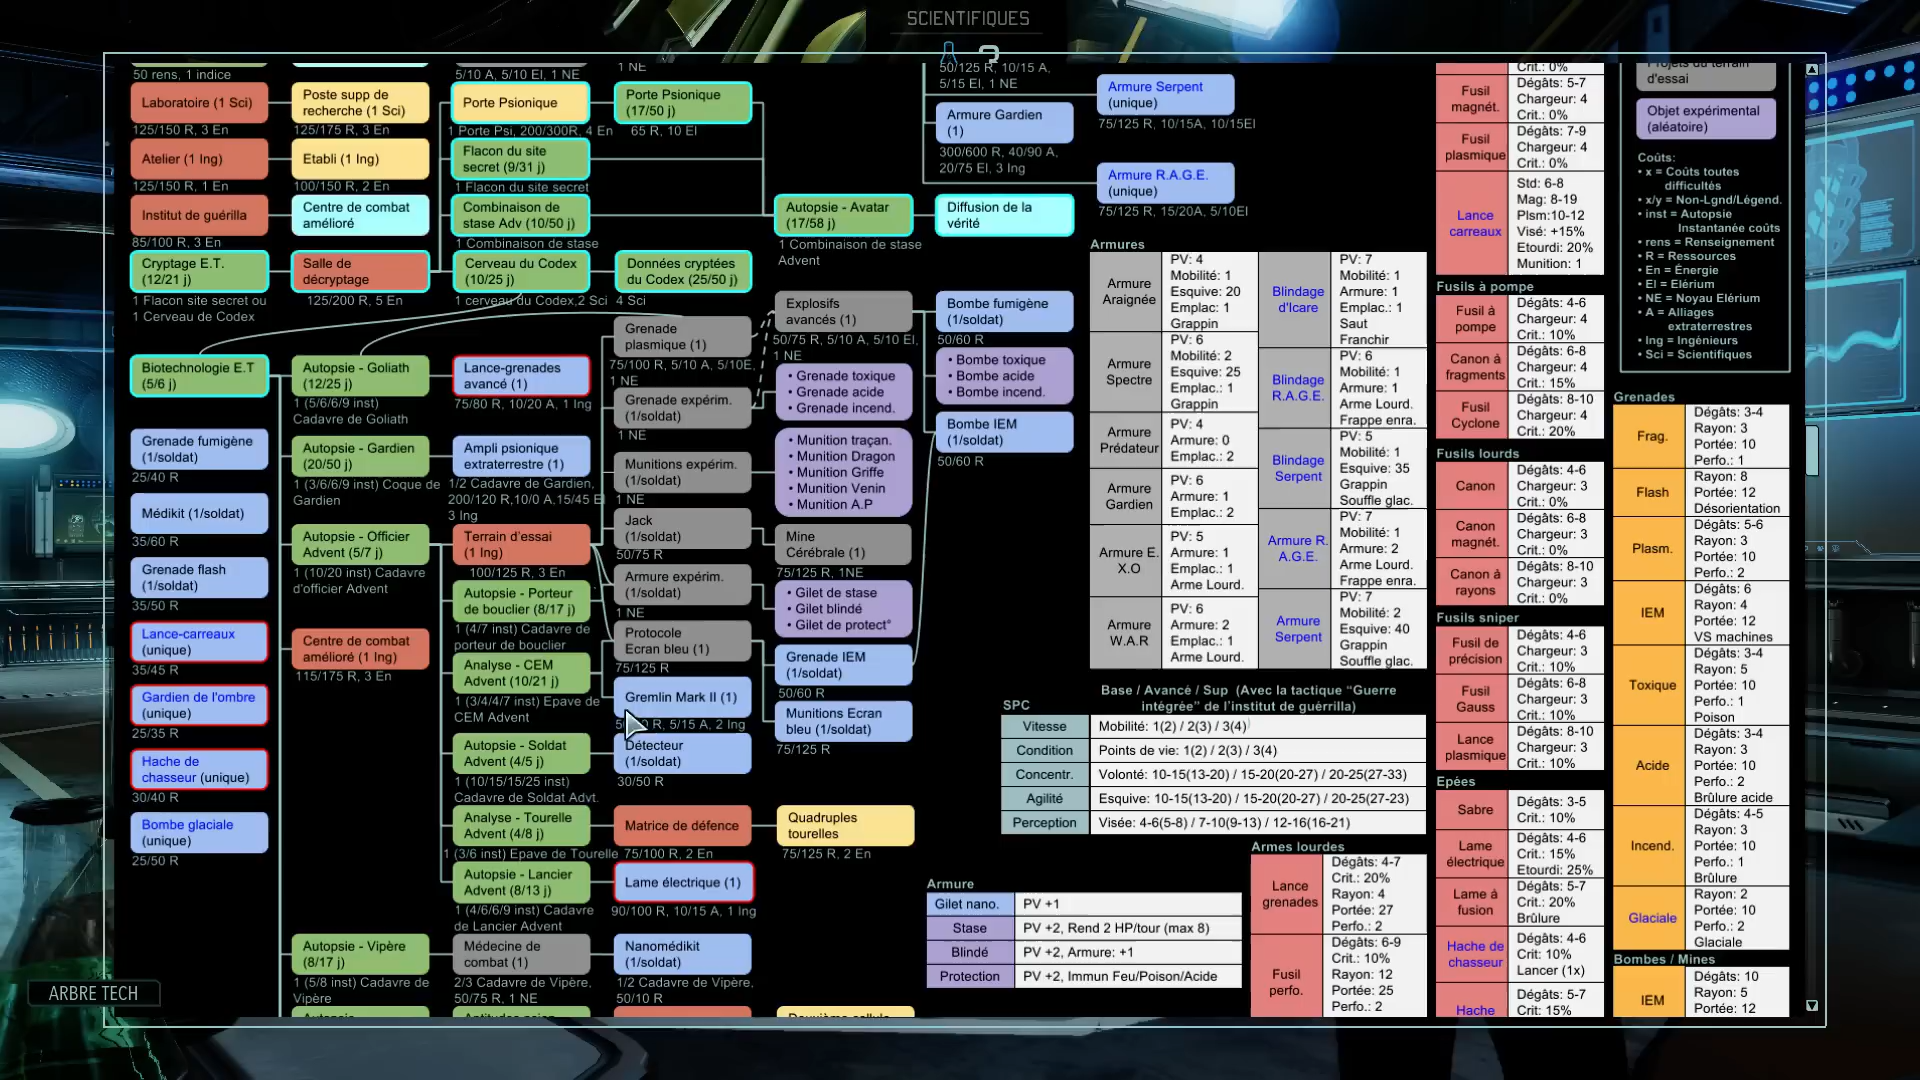 SCIENTIFIQUES
2
50 rens, 1 indice
Laboratoire (1 Sci)
125/150 R, 3 En
Atelier (1 Ing)
125/150 R, 1 En
Institut de guérilla
85/100 R, 3 En
Cryptage E.T.
(12/21 j)
1 Flacon site secret ou
1 Cerveau de Codex
Poste supp de
recherche (1 Sci)
125/175 R, 3 En
Etabli (1 Ing)
100/150 R, 2 En
Centre de combat
amélioré
Salle de
décryptage
125/200 R, 5 En
5/10 A, 5/10 El, 1 NE
Porte Psionique
1 Porte Psi, 200/300R, 4 En
Flacon du site
secret (9/31 j)
1 Flacon du site secret
Combinaison de
stase Adv (10/50 j)
1 Combinaison de stase
Cerveau du Codex
(10/25 j)
1 cerveau du Codex,2 Sci
1 NE
Porte Psionique
(17/50 j)
65 R, 10 El
Données cryptées
du Codex (25/50 j)
4 Sci
Autopsie - Avatar
(17/58 j)
1 Combinaison de stase
Advent
Diffusion de la
vérité
50/125 R, 10/15 A,
5/15 El, 1 NE
Armure Gardien
(1)
300/600 R, 40/90 A,
20/75 El, 3 Ing
Armure Serpent
(unique)
75/125 R, 10/15A, 10/15El
Armure R.A.G.E.
(unique)
75/125 R, 15/20A, 5/10El
Biotechnologie E.T
(5/6 j)
Grenade fumigène
(1/soldat)
25/40 R
Médikit (1/soldat)
35/60 R
Grenade flash
(1/soldat)
35/50 R
Lance-carreaux
(unique)
35/45 R
Gardien de l'ombre
(unique)
25/35 R
Hache de
chasseur (unique)
30/40 R
Bombe glaciale
(unique)
25/50 R
Autopsie - Goliath
(12/25 j)
1 (5/6/6/9 inst)
Cadavre de Goliath
Autopsie - Gardien
(20/50 j)
1 (3/6/6/9 inst) Coque de
Gardien
Autopsie - Officier
Advent (5/7 j)
1 (10/20 inst) Cadavre
d'officier Advent
Centre de combat
amélioré (1 Ing)
115/175 R, 3 En
Autopsie - Vipère
(8/17 j)
1 (5/8 inst) Cadavre de
Vipère
Lance-grenades
avancé (1)
75/80 R, 10/20 A, 1 Ing
Ampli psionique
extraterrestre (1)
1/2 Cadavre de Gardien,
200/120 R,10/0 A,15/45 El
3 Ing
Terrain d'essai
(1 Ing)
100/125 R, 3 En
Autopsie - Porteur
de bouclier (8/17 j)
1 (4/7 inst) Cadavre de
porteur de bouclier
Analyse - CEM
Advent (10/21 j)
1 (3/4/4/7 inst) Epave de
CEM Advent
Autopsie - Soldat
Advent (4/5 j)
1 (10/15/15/25 inst)
Cadavre de Soldat Advt.
Analyse - Tourelle
Advent (4/8 j)
1 (3/6 inst) Epave de Tourelle
Autopsie - Lancier
Advent (8/13 j)
1 (4/6/6/9 inst) Cadavre
de Lancier Advent
Médecine de
combat (1)
2/3 Cadavre de Vipère,
50/75 R, 1 NE
Grenade
plasmique (1)
75/100 R, 5/10 A, 5/10E,
1 NE
Grenade expérim.
(1/soldat)
1 NE
Munitions expérim.
(1/soldat)
1 NE
Jack
(1/soldat)
50/75 R
Armure expérim.
(1/soldat)
1 NE
Protocole
Ecran bleu (1)
75/125 R
Gremlin Mark II (1)
R, 5/15 A, 2 Ing
Détecteur
(1/soldat)
30/50 R
Matrice de défence
75/100 R, 2 En
Lame électrique (1)
90/100 R, 10/15 A, 1 Ing
Nanomédikit
(1/soldat)
1/2 Cadavre de Vipère,
50/10 R
Explosifs
avancés (1)
50/75 R, 5/10 A, 5/10 El,
1 NE
• Grenade toxique
• Grenade acide
• Grenade incend.
• Munition traçan.
• Munition Dragon
• Munition Griffe
• Munition Venin
• Munition A.P
Mine
Cérébrale (1)
75/125 R, 1NE
• Gilet de stase
• Gilet blindé
• Gilet de protect°
Grenade IEM
(1/soldat)
50/60 R
Munitions Ecran
bleu (1/soldat)
75/125 R
Quadruples
tourelles
75/125 R, 2 En
Bombe fumigène
(1/soldat)
50/60 R
• Bombe toxique
• Bombe acide
• Bombe incend.
Bombe IEM
(1/soldat)
50/60 R
Armures
Armure
Araignée
PV: 4
Mobilité: 1
Esquive: 20
Emplac: 1
Grappin
Armure
Spectre
PV: 6
Mobilité: 2
Esquive: 25
Emplac.: 1
Grappin
Armure
Prédateur
PV: 4
Armure: 0
Emplac.: 2
Armure
Gardien
PV: 6
Armure: 1
Emplac.: 2
Armure E.
X.O
PV: 5
Armure: 1
Emplac.: 1
Arme Lourd.
Armure
W.A.R
PV: 6
Armure: 2
Emplac.: 1
Arme Lourd.
Blindage
d'Icare
PV: 7
Mobilité: 1
Armure: 1
Emplac.: 1
Saut
Franchir
Blindage
R.A.G.E.
PV: 6
Mobilité: 1
Armure: 1
Arme Lourd.
Frappe enra.
Blindage
Serpent
PV: 5
Mobilité: 1
Esquive: 35
Grappin
Souffle glac.
Armure R.
A.G.E.
PV: 7
Mobilité: 1
Armure: 2
Arme Lourd.
Frappe enra.
Armure
Serpent
PV: 7
Mobilité: 2
Esquive: 40
Grappin
Souffle glac.
Base / Avancé / Sup (Avec la tactique "Guerre
intégrée" de l'institut de guérrilla)
SPC
Vitesse
Mobilité: 1(2) / 2(3) / 3(4)
Condition
Points de vie: 1(2) / 2(3) / 3(4)
Concentr.
Volonté: 10-15(13-20) / 15-20(20-27) / 20-25(27-33)
Agilité
Esquive: 10-15(13-20) / 15-20(20-27) / 20-25(27-23)
Perception
Visée: 4-6(5-8) / 7-10(9-13) / 12-16(16-21)
Armure
Gilet nano.
PV +1
Stase
PV +2, Rend 2 HP/tour (max 8)
Blindé
PV +2, Armure: +1
Protection
PV +2, Immun Feu/Poison/Acide
Armes lourdes
Lance
grenades
Dégâts: 4-7
Crit.: 20%
Rayon: 4
Portée: 27
Perfo.: 2
Fusil
perfo.
Dégâts: 6-9
Crit.: 10%
Rayon: 12
Portée: 25
Perfo.: 2
Crit.: 0%
Fusil
magnét.
Dégâts: 5-7
Chargeur: 4
Crit.: 0%
Fusil
plasmique
Dégâts: 7-9
Chargeur: 4
Crit.: 0%
Lance
carreaux
Std: 6-8
Mag: 8-19
Plsm:10-12
Visé: +15%
Etourdi: 20%
Munition: 1
Fusils à pompe
Fusil à
pompe
Dégâts: 4-6
Chargeur: 4
Crit.: 10%
Canon à
fragments
Dégâts: 6-8
Chargeur: 4
Crit.: 15%
Fusil
Cyclone
Dégâts: 8-10
Chargeur: 4
Crit.: 20%
Fusils lourds
Canon
Dégâts: 4-6
Chargeur: 3
Crit.: 0%
Canon
magnét.
Dégâts: 6-8
Chargeur: 3
Crit.: 0%
Canon à
rayons
Dégâts: 8-10
Chargeur: 3
Crit.: 0%
Fusils sniper
Fusil de
précision
Dégâts: 4-6
Chargeur: 3
Crit.: 10%
Fusil
Gauss
Dégâts: 6-8
Chargeur: 3
Crit.: 10%
Lance
plasmique
Dégâts: 8-10
Chargeur: 3
Crit.: 10%
Epées
Sabre
Dégâts: 3-5
Crit.: 10%
Lame
électrique
Dégâts: 4-6
Crit.: 15%
Etourdi: 25%
Lame à
fusion
Dégâts: 5-7
Crit.: 20%
Brûlure
Hache de
chasseur
Dégâts: 4-6
Crit: 10%
Lancer (1x)
Hache
Dégâts: 5-7
Crit: 15%
Projets du terrain
d'essai
Objet expérimental
(aléatoire)
Coûts:
• x = Coûts toutes
difficultés
• x/y = Non-Lgnd/Légend.
• inst = Autopsie
Instantanée coûts
• rens = Renseignement
• R = Ressources
• En = Énergie
• El = Elérium
• NE = Noyau Elérium
• A = Alliages
extraterrestres
• Ing = Ingénieurs
• Sci = Scientifiques
Grenades
Frag.
Dégâts: 3-4
Rayon: 3
Portée: 10
Perfo.: 1
Flash
Rayon: 8
Portée: 12
Désorientation
Plasm.
Dégâts: 5-6
Rayon: 3
Portée: 10
Perfo.: 2
IEM
Dégâts: 6
Rayon: 4
Portée: 12
VS machines
Toxique
Dégâts: 3-4
Rayon: 5
Portée: 10
Perfo.: 1
Poison
Acide
Dégâts: 3-4
Rayon: 3
Portée: 10
Perfo.: 2
Brûlure acide
Incend.
Dégâts: 4-5
Rayon: 3
Portée: 10
Perfo.: 1
Brûlure
Glaciale
Rayon: 2
Portée: 10
Perfo.: 2
Glaciale
Bombes / Mines
IEM
Dégâts: 10
Rayon: 5
Portée: 12
ARBRE TECH